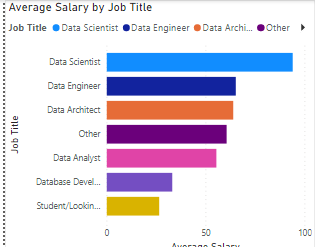 Average Salary by Job Title
Job Title Data Scientist Data Engineer Data Archi... Other
Data Scientist
Data Engineer
Data Architect
Other
Data Analyst
Database Devel...
Student/Lookin...
Job Title
0 50 100
Average Salary